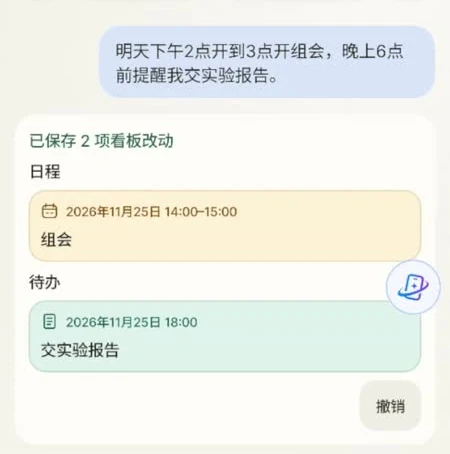 明天下午2点开到3点开组会，晚上6点
前提醒我交实验报告。
已保存 2 项看板改动
日程
2026年11月25日 14:00–15:00
组会
待办
2026年11月25日 18:00
交实验报告
撤销